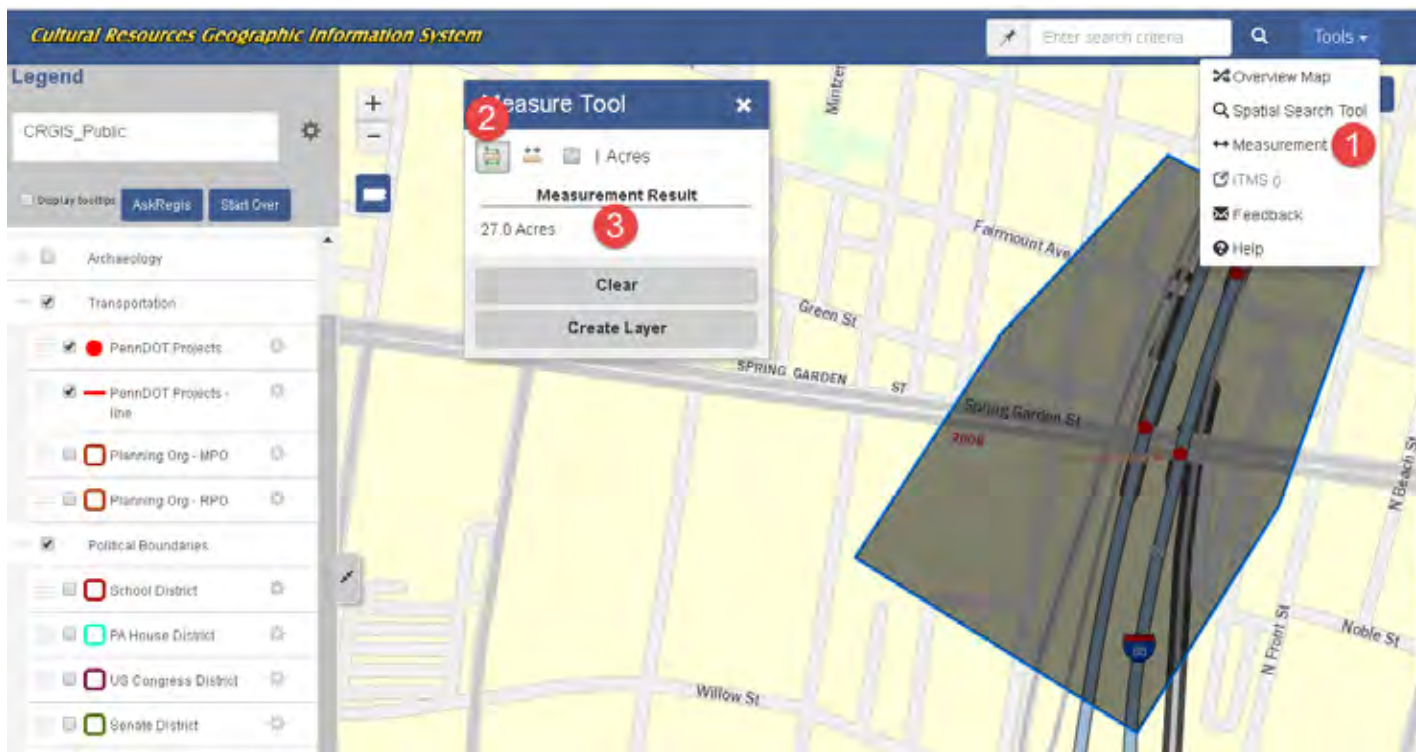 Cultural Resources Geographic Information System
Enter search criteria
Tools
Legend
CRGIS_Public
Display tooltips
AskRegis
Start Over
Archaeology
Transportation
PennDOT Projects
PennDOT Projects -
line
Planning Org - MPO
Planning Org - RPO
Political Boundaries
School District
PA House District
US Congress District
Senate District
+
−
Measure Tool
2
| Acres
Measurement Result
27.0 Acres
3
Clear
Create Layer
Overview Map
Spatial Search Tool
Measurement
1
Feedback
Help
Fairmount Ave
Green St
SPRING GARDEN
ST
Spring Garden St
N Beach St
N Front St
Noble St
Willow St